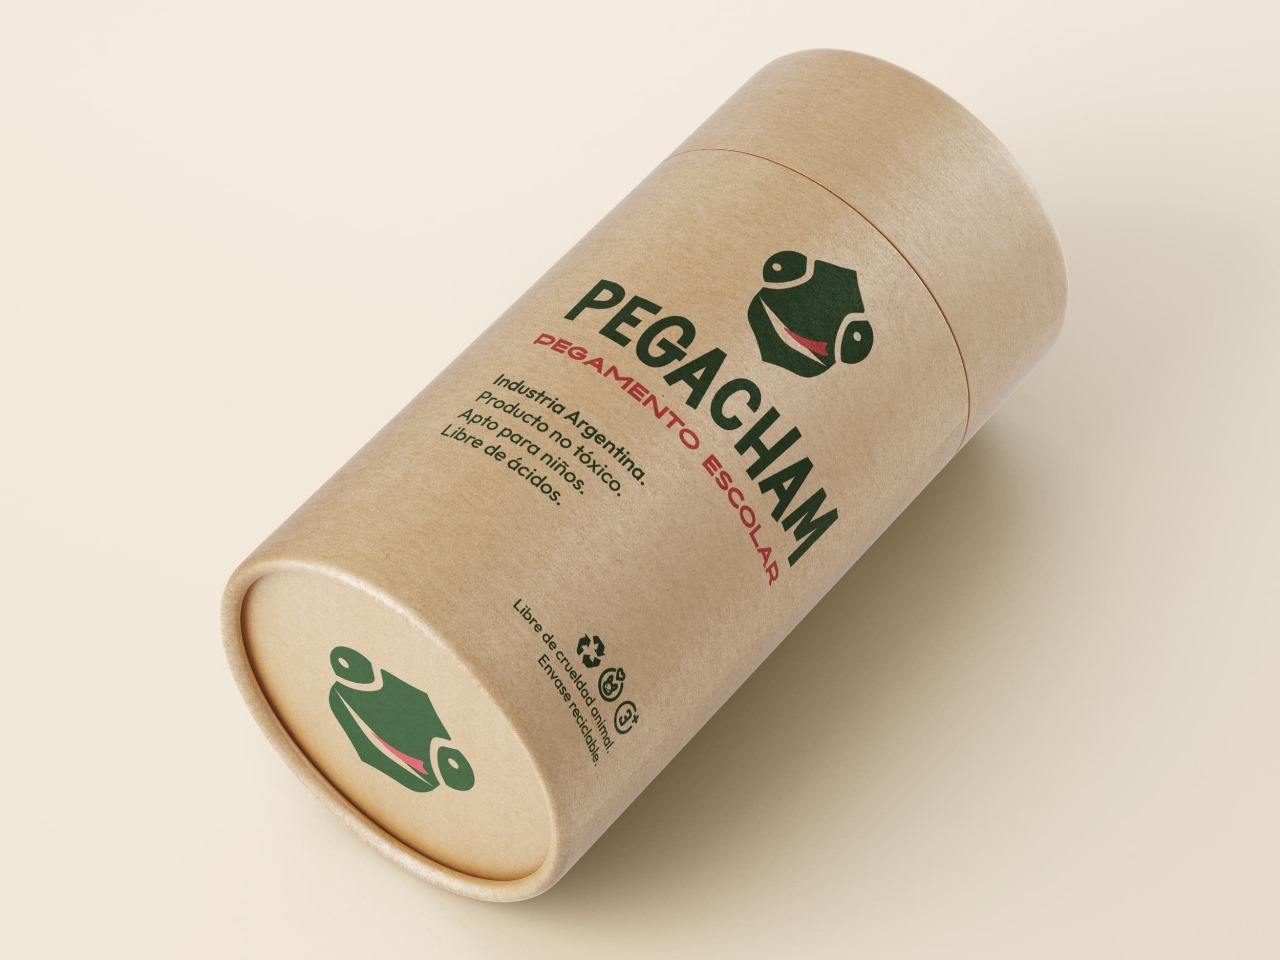 PEGACHAM
PEGAMENTO ESCOLAR
Industria Argentina.
Producto no tóxico.
Apto para niños.
Libre de ácidos.
3+
Libre de crueldad animal.
Envase reciclable.